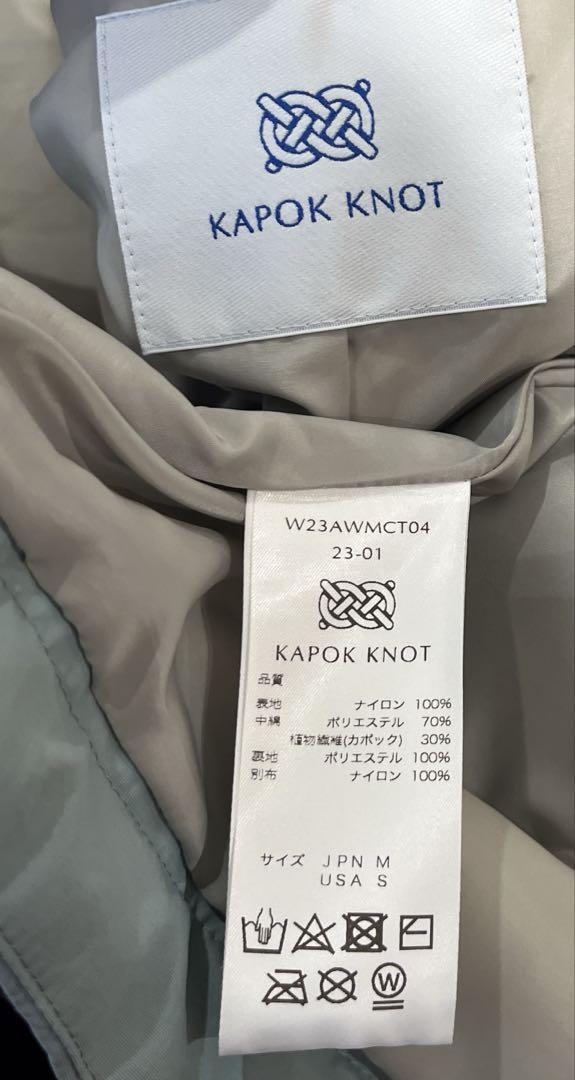 KAPOK KNOT
W23AWMCT04
23-01
KAPOK KNOT
品質
表地 ナイロン 100%
中綿 ポリエステル 70%
植物繊維(カポック) 30%
裏地 ポリエステル 100%
別布 ナイロン 100%
サイズ JPN M
USA S
W